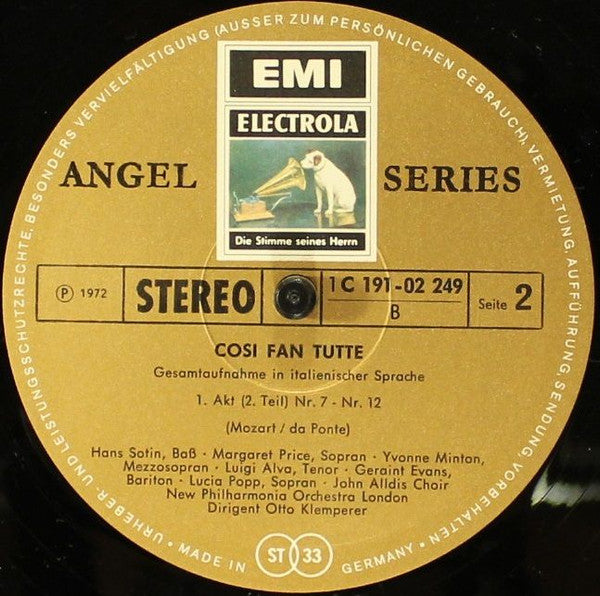 URHEBER- UND LEISTUNGSSCHUTZRECHTE, BESONDERS VERVIELFÄLTIGUNG (AUSSER ZUM PERSÖNLICHEN GEBRAUCH), VERMIETUNG, AUFFÜHRUNG, SENDUNG VORBEHALTEN • MADE IN GERMANY •
EMI
ELECTROLA
ANGEL SERIES
Die Stimme seines Herrn
Ⓟ 1972 STEREO 1 C 191-02 249 Seite 2
B
COSI FAN TUTTE
Gesamtaufnahme in italienischer Sprache
1. Akt (2. Teil) Nr. 7 - Nr. 12
(Mozart / da Ponte)
Hans Sotin, Baß · Margaret Price, Sopran · Yvonne Minton,
Mezzosopran · Luigi Alva, Tenor · Geraint Evans,
Bariton · Lucia Popp, Sopran · John Alldis Choir
New Philharmonia Orchestra London
Dirigent Otto Klemperer
ST 33